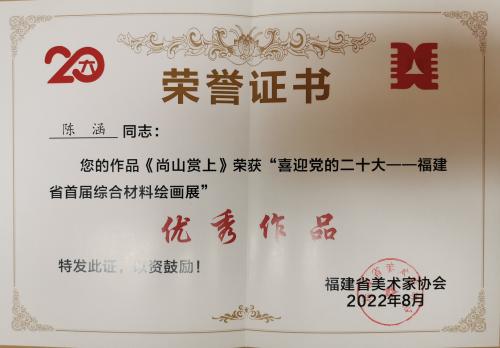 20大
荣誉证书
陈涵 同志：
您的作品《尚山赏上》荣获“喜迎党的二十大——福建
省首届综合材料绘画展”
优秀作品
特发此证，以资鼓励！
福建省美术家协会
2022年8月